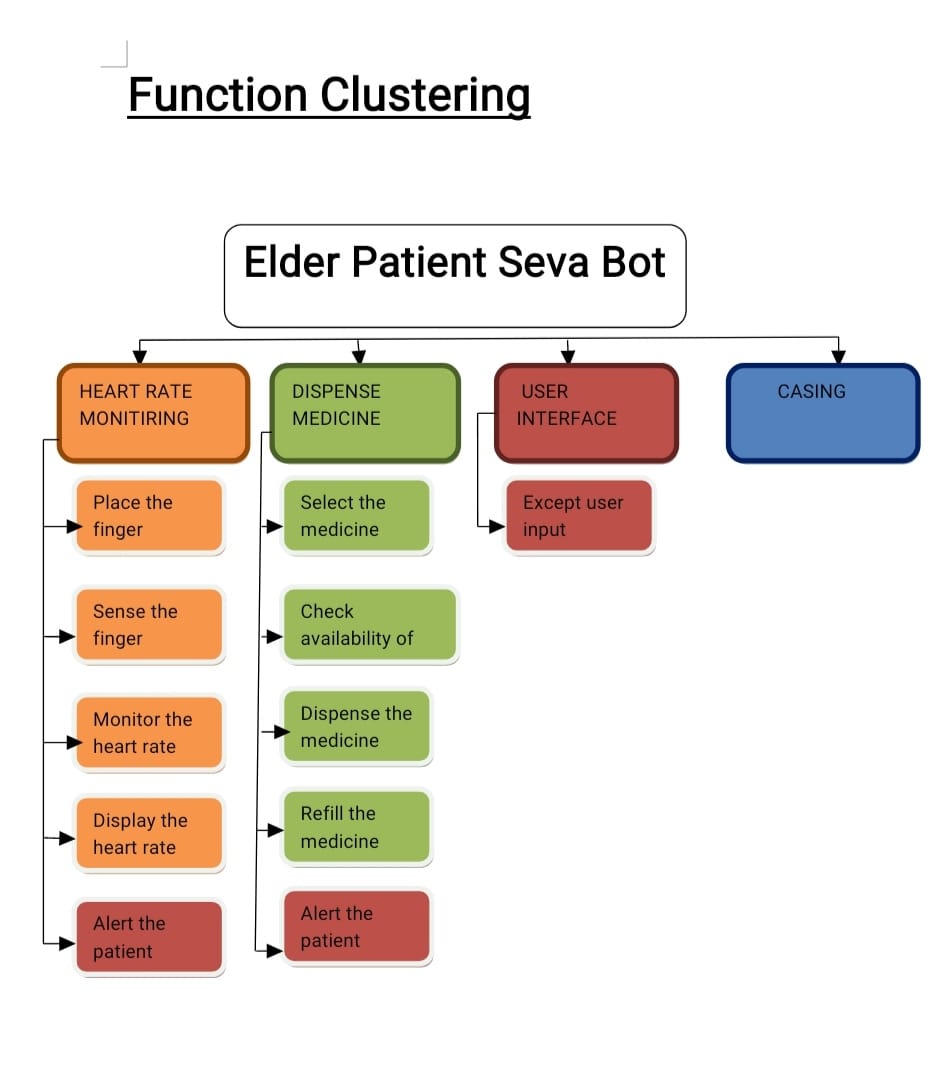 Function Clustering
Elder Patient Seva Bot
HEART RATE
MONITIRING
Place the
finger
Sense the
finger
Monitor the
heart rate
Display the
heart rate
Alert the
patient
DISPENSE
MEDICINE
Select the
medicine
Check
availability of
Dispense the
medicine
Refill the
medicine
Alert the
patient
USER
INTERFACE
Except user
input
CASING